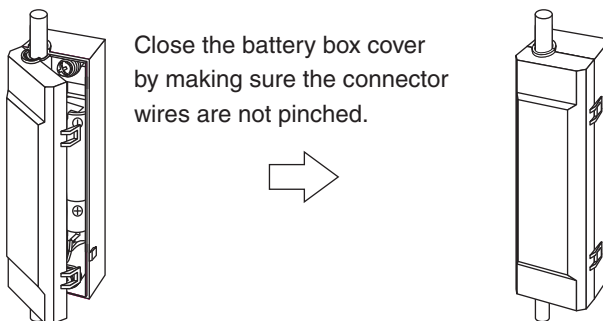 Close the battery box cover
by making sure the connector
wires are not pinched.